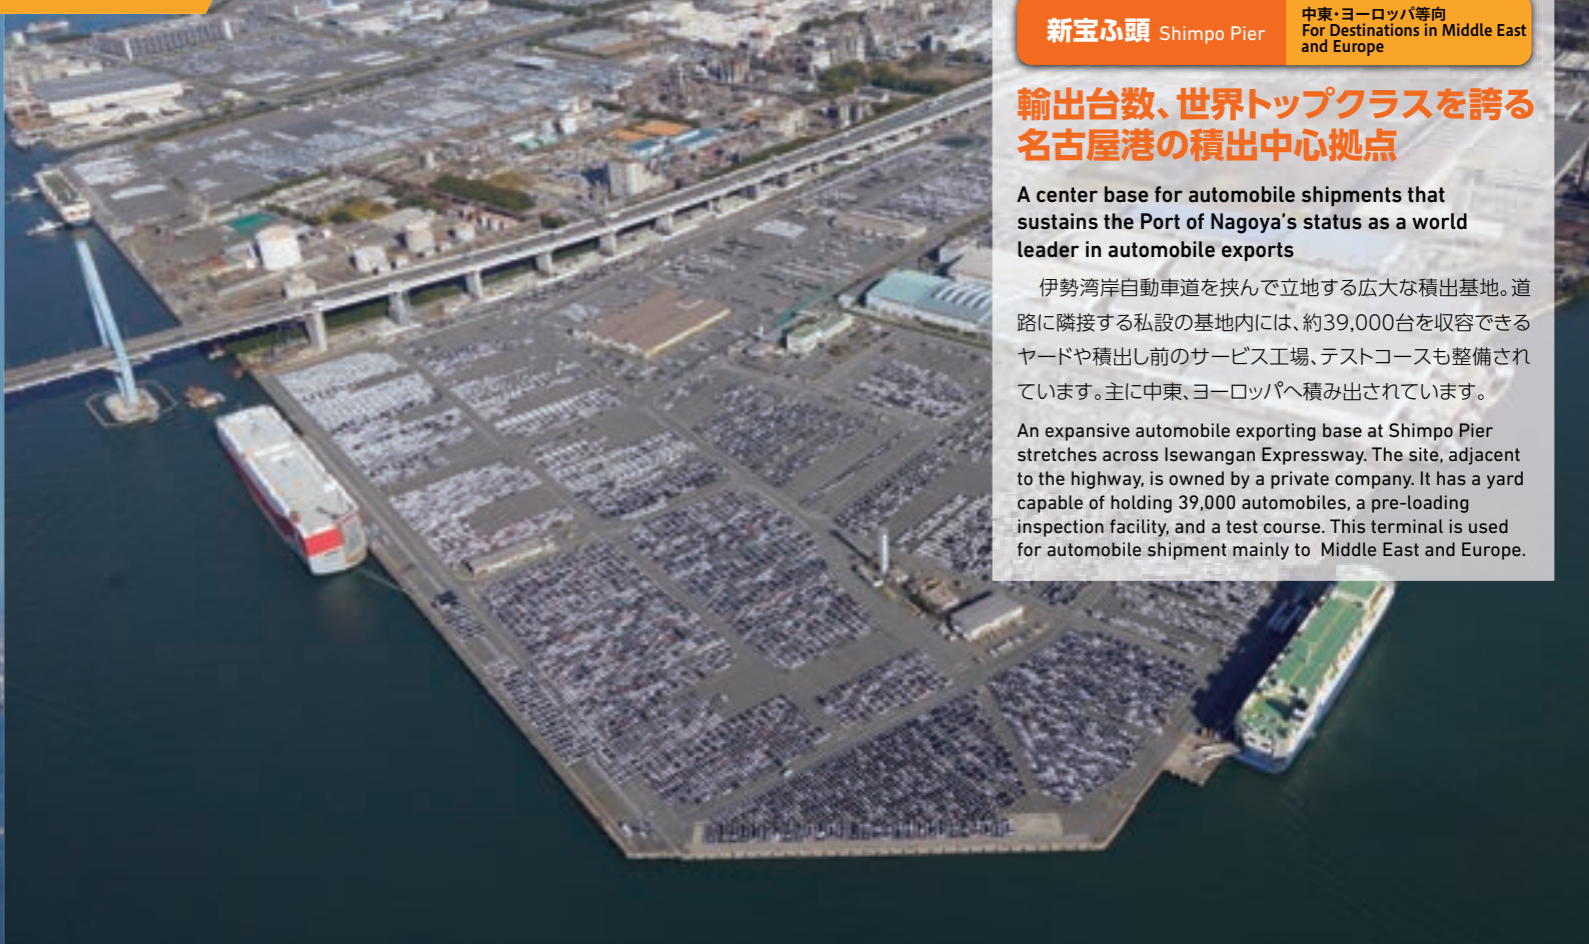 新宝ふ頭 Shimpo Pier
中東・ヨーロッパ等向
For Destinations in Middle East
and Europe
輸出台数、世界トップクラスを誇る
名古屋港の積出中心拠点
A center base for automobile shipments that
sustains the Port of Nagoya's status as a world
leader in automobile exports
伊勢湾岸自動車道を挟んで立地する広大な積出基地。道
路に隣接する私設の基地内には、約39,000台を収容できる
ヤードや積出し前のサービス工場、テストコースも整備され
ています。主に中東、ヨーロッパへ積み出されています。
An expansive automobile exporting base at Shimpo Pier
stretches across Isewangan Expressway. The site, adjacent
to the highway, is owned by a private company. It has a yard
capable of holding 39,000 automobiles, a pre-loading
inspection facility, and a test course. This terminal is used
for automobile shipment mainly to Middle East and Europe.